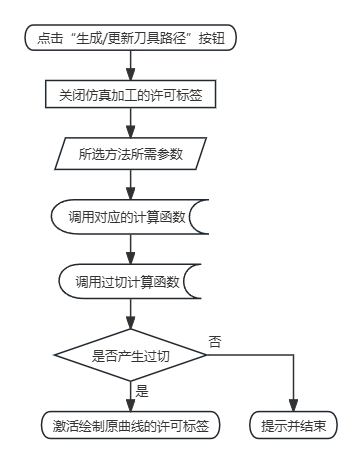 点击“生成/更新刀具路径”按钮
关闭仿真加工的许可标签
所选方法所需参数
调用对应的计算函数
调用过切计算函数
是否产生过切
否
是
激活绘制原曲线的许可标签
提示并结束